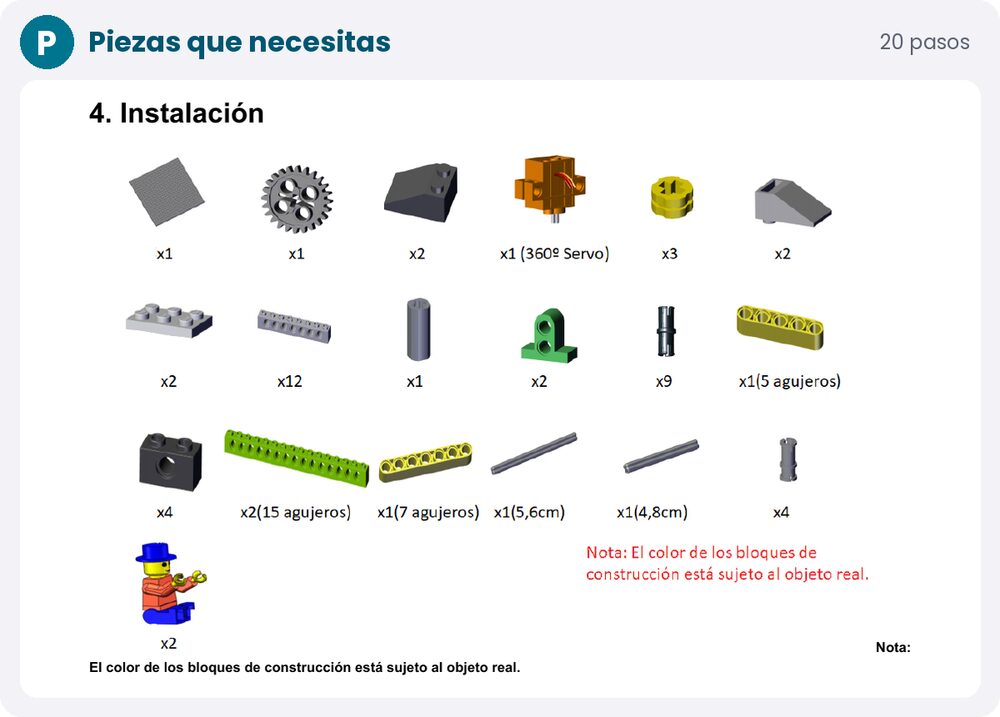 P
Piezas que necesitas
20 pasos
4. Instalación
x1
x1
x2
x1 (360º Servo)
x3
x2
x2
x12
x1
x2
x9
x1(5 agujeros)
x4
x2(15 agujeros)
x1(7 agujeros)
x1(5,6cm)
x1(4,8cm)
x4
Nota: El color de los bloques de
construcción está sujeto al objeto real.
x2
Nota:
El color de los bloques de construcción está sujeto al objeto real.